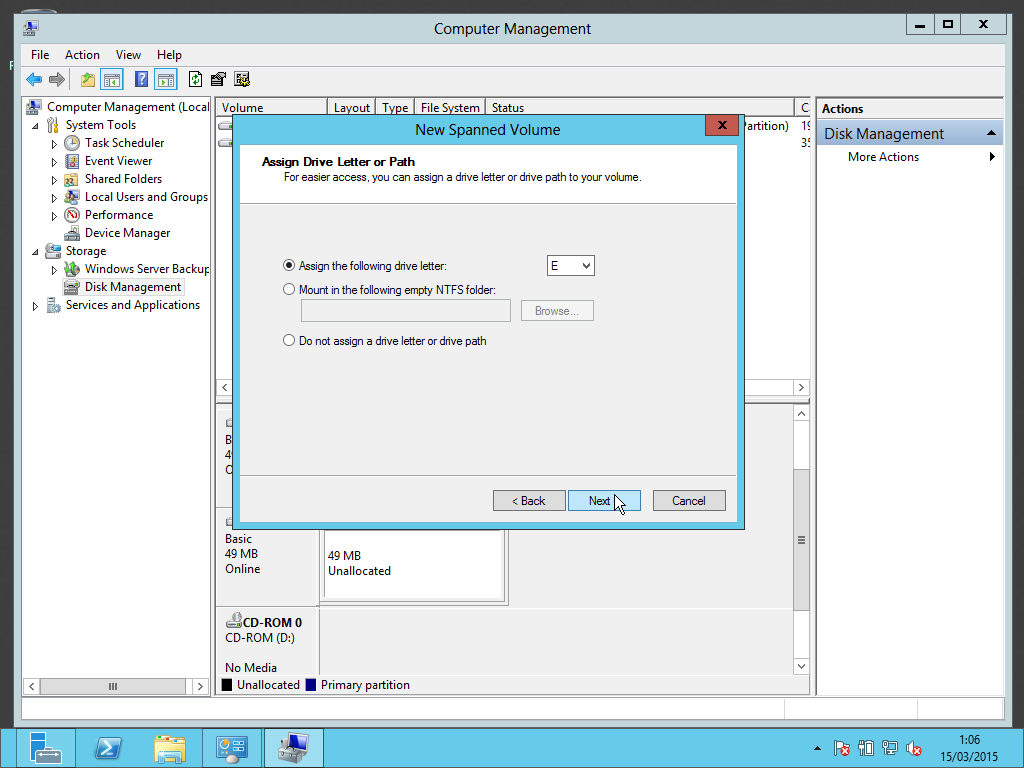 Computer Management
File Action View Help
Computer Management (Local
System Tools
Task Scheduler
Event Viewer
Shared Folders
Local Users and Groups
Performance
Device Manager
Storage
Windows Server Backup
Disk Management
Services and Applications
Volume Layout Type File System Status C
Partition) 19
35
New Spanned Volume
Assign Drive Letter or Path
For easier access, you can assign a drive letter or drive path to your volume.
Assign the following drive letter: E
Mount in the following empty NTFS folder:
Browse...
Do not assign a drive letter or drive path
< Back Next Cancel
Basic
49 MB
Online
49 MB
Unallocated
CD-ROM 0
CD-ROM (D:)
No Media
Unallocated Primary partition
Actions
Disk Management
More Actions
1:06
15/03/2015